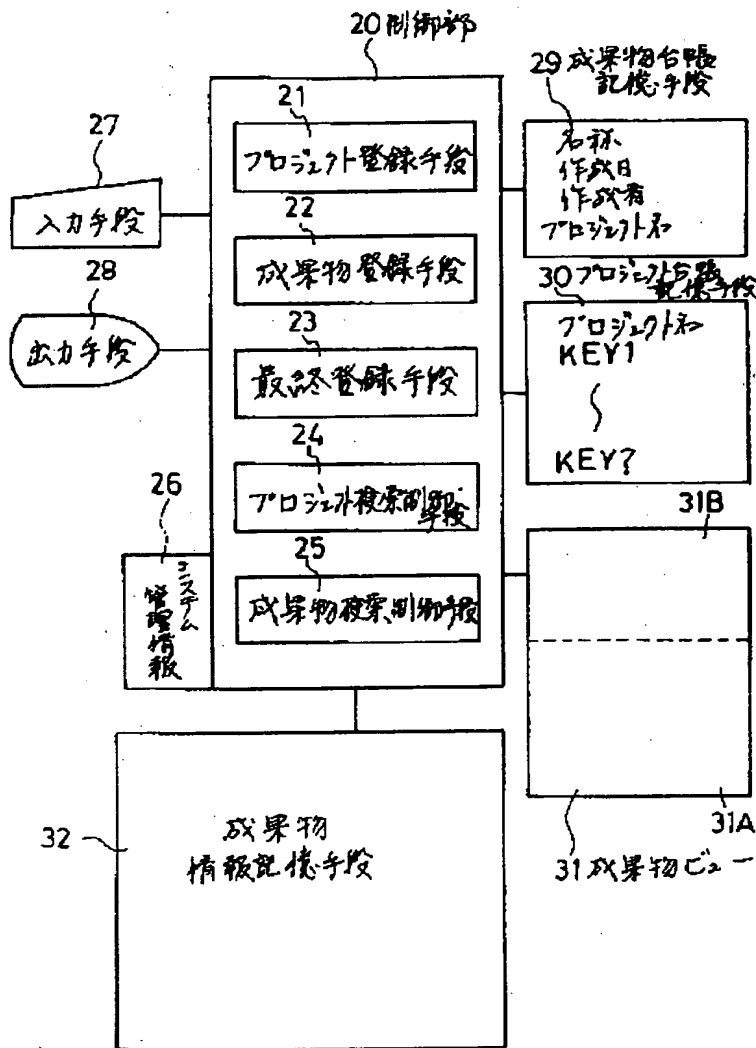 20 制御部
21
プロジェクト登録手段
22
成果物登録手段
23
最終登録手段
24
プロジェクト検索制御
手段
25
成果物検索制御手段
26
システム
管理情報
27
入力手段
28
出力手段
29 成果物台帳
記憶手段
名称
作成日
作成者
プロジェクト名
30 プロジェクト台帳
記憶手段
プロジェクト名
KEY1
KEY?
31B
31A
31 成果物ビュー
32
成果物
情報記憶手段